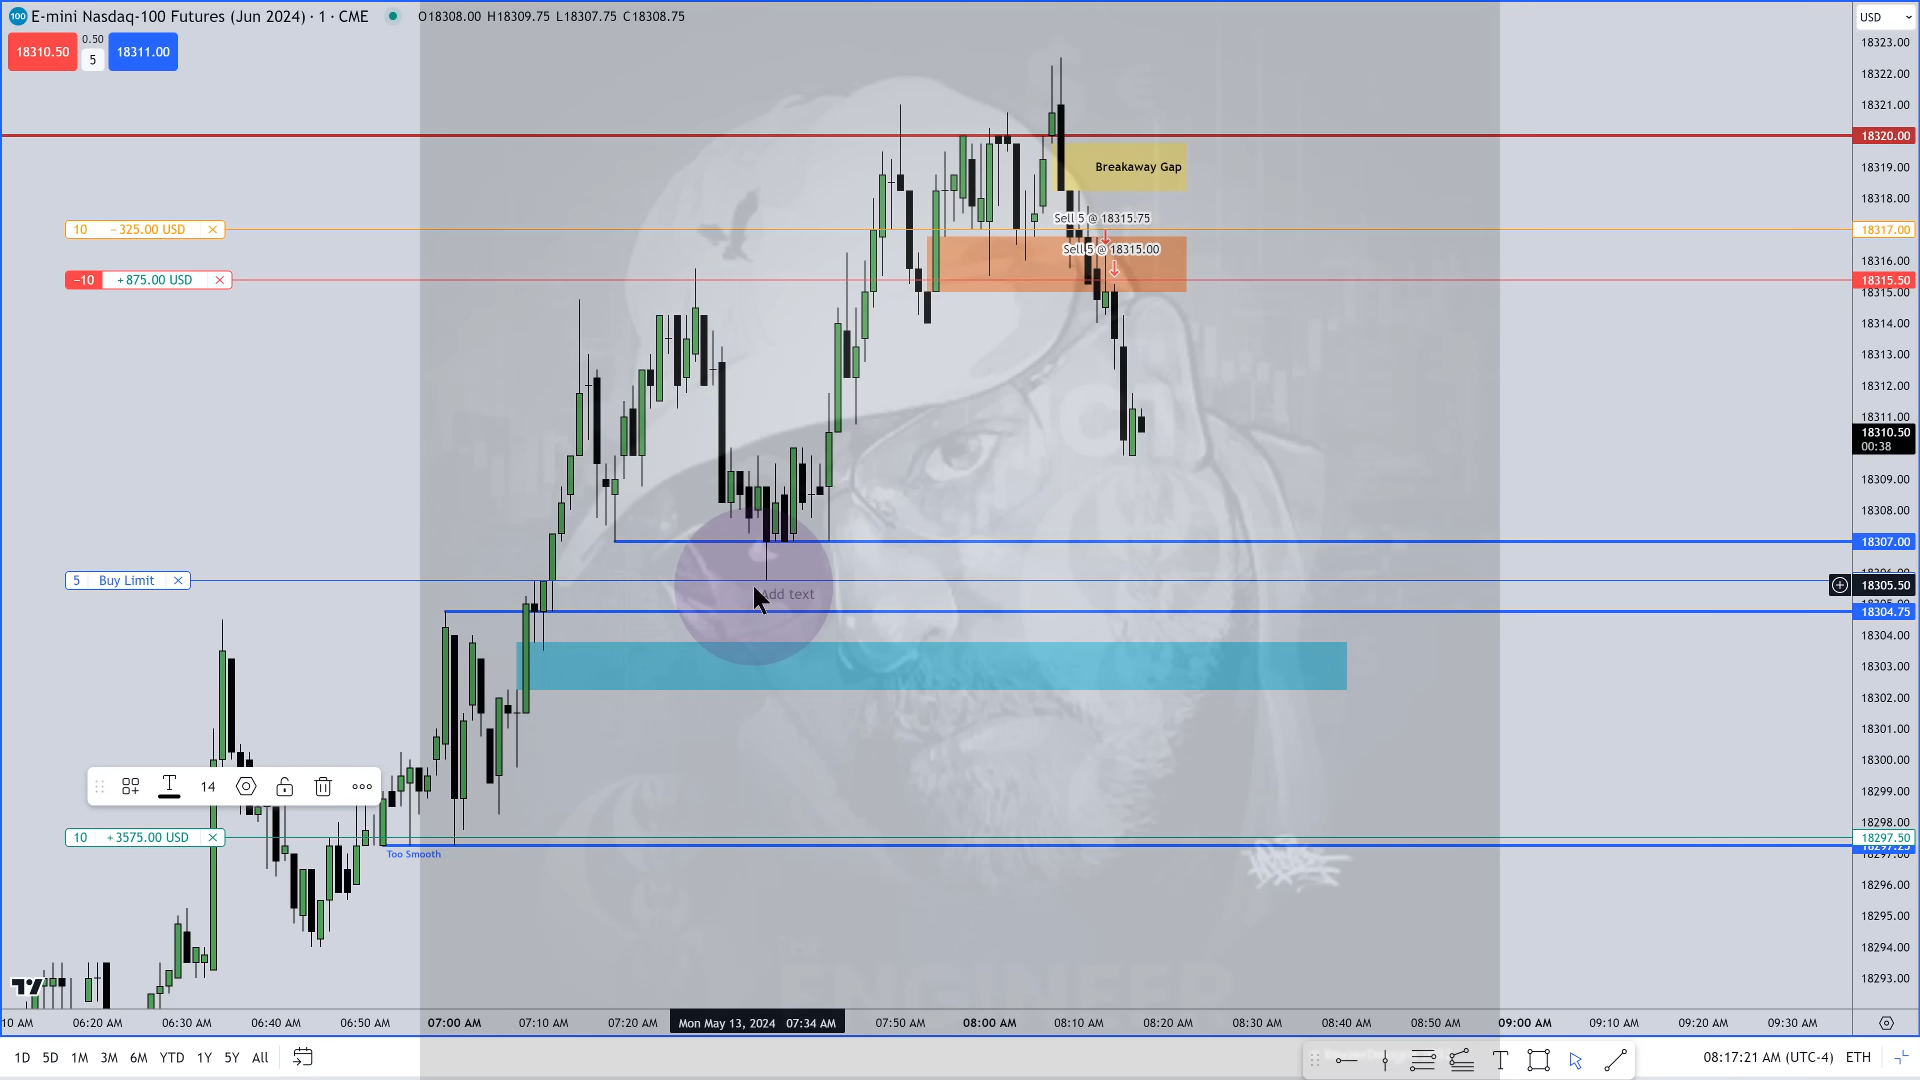 100 E-mini Nasdaq-100 Futures (Jun 2024) · 1 · CME O18308.00 H18309.75 L18307.75 C18308.75
USD
18310.50 0.50 5 18311.00
18323.00
18322.00
18321.00
18320.00
Breakaway Gap
18319.00
18318.00
Sell 5 @ 18315.75
10 −325.00 USD
18317.00
Sell 5 @ 18315.00
18316.00
−10 +875.00 USD
18315.50
18315.00
18314.00
18313.00
18312.00
18311.00
18310.50
00:38
18309.00
18308.00
18307.00
5 Buy Limit
18305.50
Add text
18304.75
18304.00
18303.00
18302.00
18301.00
18300.00
14
18299.00
18298.00
10 +3575.00 USD
18297.50
Too Smooth
18296.00
18295.00
18294.00
18293.00
ENGINEER
10 AM 06:20 AM 06:30 AM 06:40 AM 06:50 AM 07:00 AM 07:10 AM 07:20 AM Mon May 13, 2024 07:34 AM 07:50 AM 08:00 AM 08:10 AM 08:20 AM 08:30 AM 08:40 AM 08:50 AM 09:00 AM 09:10 AM 09:20 AM 09:30 AM
1D 5D 1M 3M 6M YTD 1Y 5Y All
08:17:21 AM (UTC-4) ETH